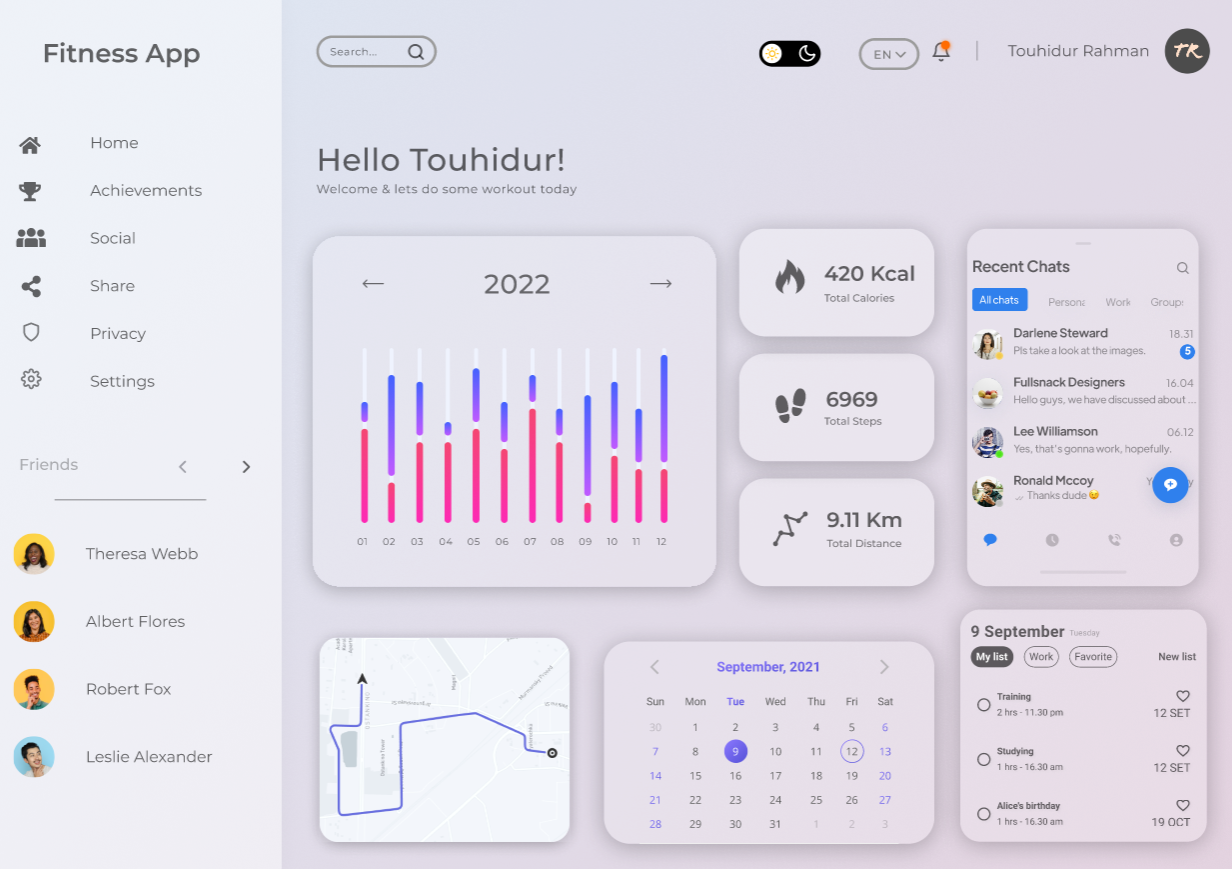 Fitness App
Search...
EN
Touhidur Rahman
TR
Home
Achievements
Social
Share
Privacy
Settings
Friends
Theresa Webb
Albert Flores
Robert Fox
Leslie Alexander
Hello Touhidur!
Welcome & lets do some workout today
2022
01 02 03 04 05 06 07 08 09 10 11 12
420 Kcal
Total Calories
6969
Total Steps
9.11 Km
Total Distance
Recent Chats
All chats Persona Work Groups
Darlene Steward 18.31
Pls take a look at the images. 5
Fullsnack Designers 16.04
Hello guys, we have discussed about ...
Lee Williamson 06.12
Yes, that's gonna work, hopefully.
Ronald Mccoy
Thanks dude 😉
September, 2021
Sun Mon Tue Wed Thu Fri Sat
30 1 2 3 4 5 6
7 8 9 10 11 12 13
14 15 16 17 18 19 20
21 22 23 24 25 26 27
28 29 30 31 1 2 3
9 September Tuesday
My list Work Favorite New list
Training
2 hrs - 11.30 pm 12 SET
Studying
1 hrs - 16.30 am 12 SET
Alice's birthday
1 hrs - 16.30 am 19 OCT